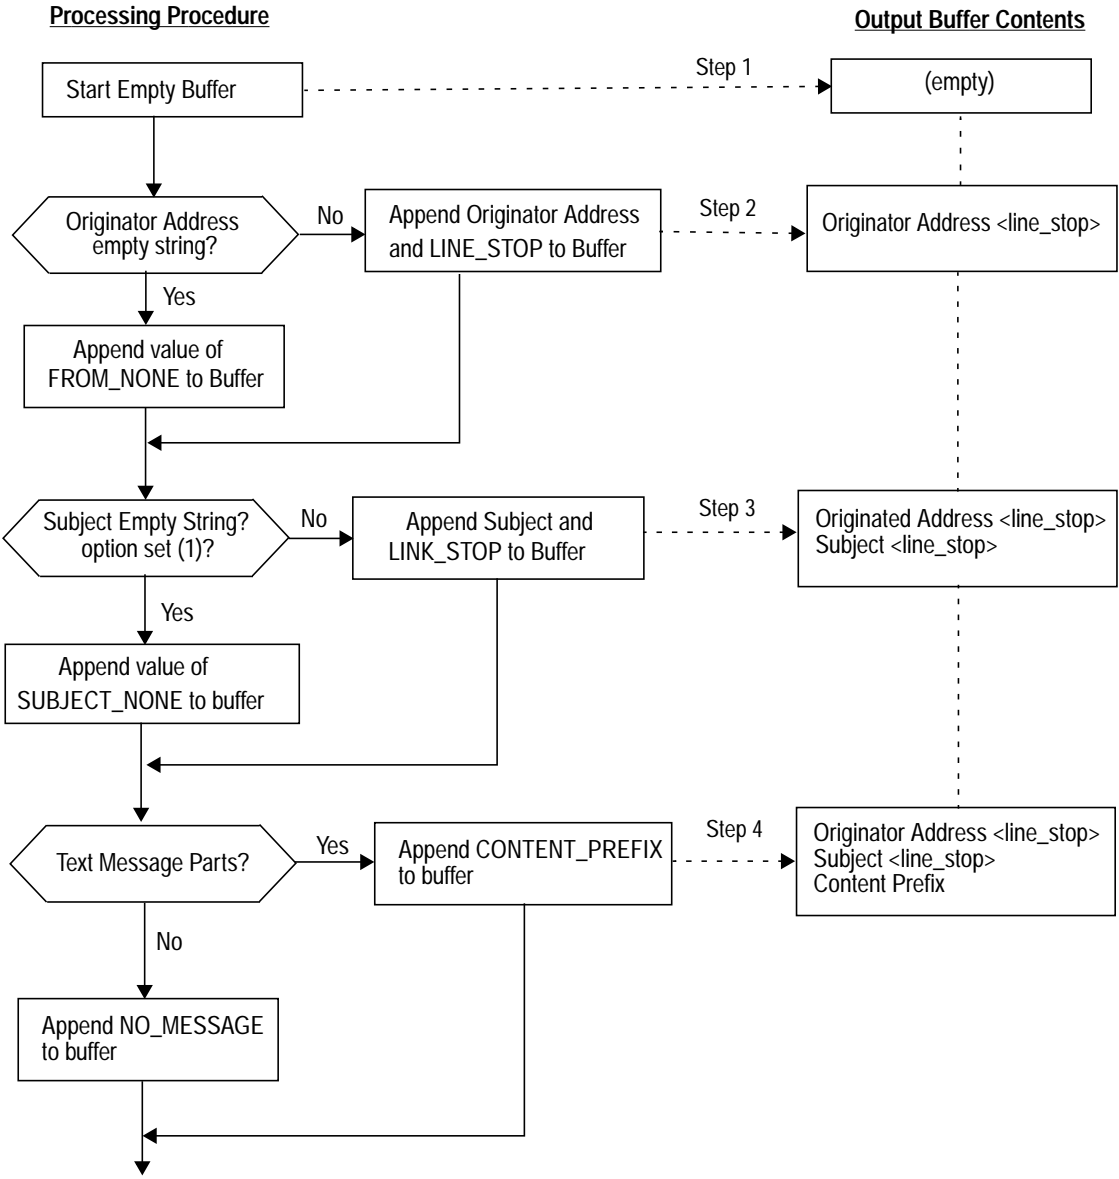 Processing Procedure
Output Buffer Contents
Start Empty Buffer
Step 1
(empty)
Originator Address
empty string?
No
Append Originator Address
and LINE_STOP to Buffer
Step 2
Originator Address <line_stop>
Yes
Append value of
FROM_NONE to Buffer
Subject Empty String?
option set (1)?
No
Append Subject and
LINK_STOP to Buffer
Step 3
Originated Address <line_stop>
Subject <line_stop>
Yes
Append value of
SUBJECT_NONE to buffer
Text Message Parts?
Yes
Append CONTENT_PREFIX
to buffer
Step 4
Originator Address <line_stop>
Subject <line_stop>
Content Prefix
No
Append NO_MESSAGE
to buffer